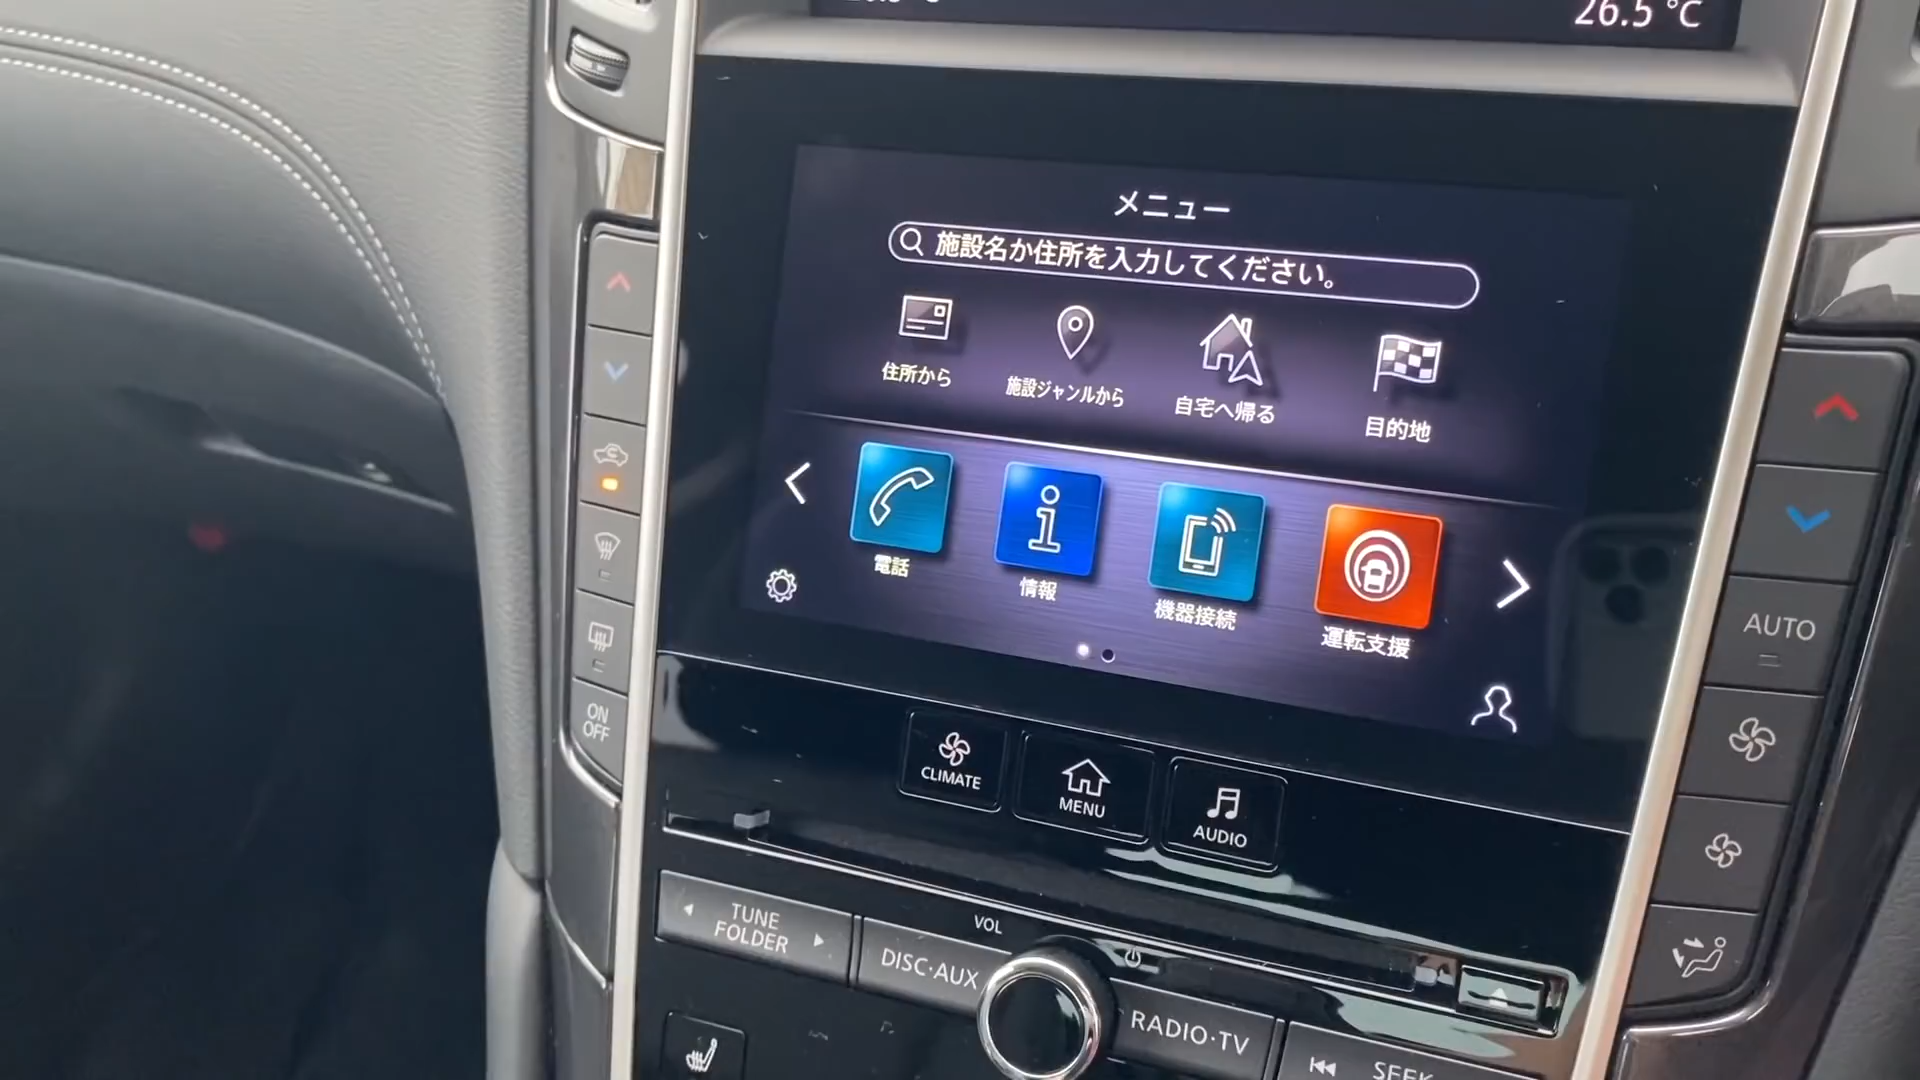 26.5 °C
メニュー
施設名か住所を入力してください。
住所から
施設ジャンルから
自宅へ帰る
目的地
電話
情報
機器接続
運転支援
AUTO
ON
OFF
CLIMATE
MENU
AUDIO
TUNE
FOLDER
VOL
DISC·AUX
RADIO·TV
SEEK